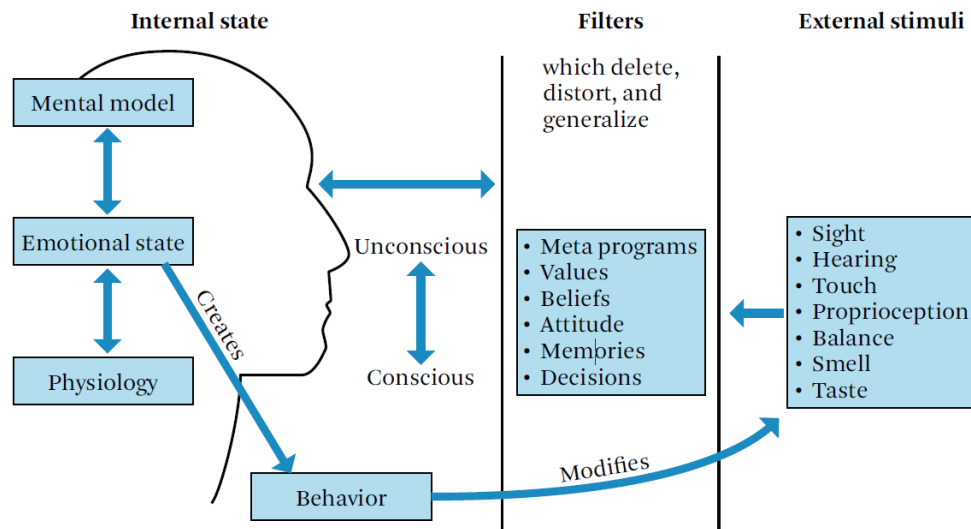 Internal state
Filters
External stimuli
which delete,
distort, and
generalize
Mental model
Emotional state
Physiology
Creates
Behavior
Unconscious
Conscious
• Meta programs
• Values
• Beliefs
• Attitude
• Memories
• Decisions
• Sight
• Hearing
• Touch
• Proprioception
• Balance
• Smell
• Taste
Modifies